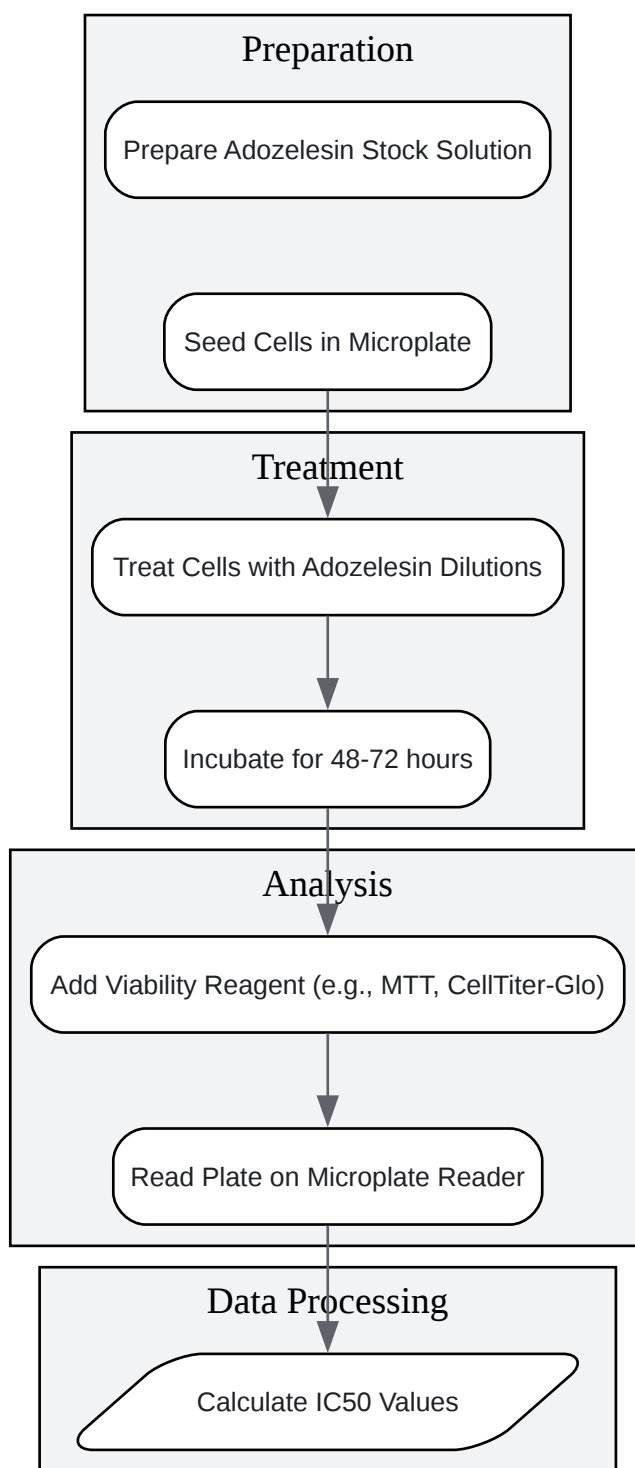 Preparation
Prepare Adozelesin Stock Solution
Seed Cells in Microplate
Treatment
Treat Cells with Adozelesin Dilutions
Incubate for 48-72 hours
Analysis
Add Viability Reagent (e.g., MTT, CellTiter-Glo)
Read Plate on Microplate Reader
Data Processing
Calculate IC50 Values